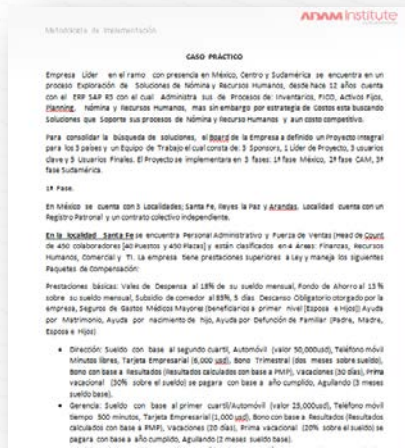 ADAM Institute
Metodología de Implementación
CASO PRÁCTICO
Empresa Líder en el ramo con presencia en México, Centro y Sudamérica se encuentra en un
proceso Exploración de Soluciones de Nómina y Recursos Humanos, desde hace 12 años cuenta
con el ERP SAP R3 con el cual Administra sus de Procesos de: Inventarios, FICO, Activos Fijos,
Planning, Nómina y Recursos Humanos, mas sin embargo por estrategia de Costos esta buscando
Soluciones que Soporte sus procesos de Nómina y Recurso Humanos y aun costo competitivo.
Para consolidar la búsqueda de soluciones, el Board de la Empresa a definido un Proyecto Integral
para los 3 países y un Equipo de Trabajo el cual consta de: 3 Sponsors, 1 Líder de Proyecto, 3 usuarios
clave y 5 Usuarios Finales. El Proyecto se implementara en 3 fases: 1ª fase México, 2ª fase CAM, 3ª
fase Sudamérica.
1ª Fase.
En México se cuenta con 3 Localidades; Santa Fe, Reyes la Paz y Arandas. Localidad cuenta con un
Registro Patronal y un contrato colectivo independiente.
En la localidad Santa Fe se encuentra Personal Administrativo y Fuerza de Ventas (Head de Count
de 450 colaboradores [40 Puestos y 450 Plazas] y están clasificados en 4 Áreas: Finanzas, Recursos
Humanos, Comercial y TI. La empresa tiene prestaciones superiores a Ley y maneja los siguientes
Paquetes de Compensación:
Prestaciones básicas: Vales de Despensa al 18% de su sueldo mensual, Fondo de Ahorro al 13 %
sobre su sueldo mensual, Subsidio de comedor al 85%, 5 días Descanso Obligatorio otorgado por la
empresa, Seguros de Gastos Médicos Mayores (beneficiarios a primer nivel [Esposa e Hijos]) Ayuda
por Matrimonio, Ayuda por nacimiento de hijo, Ayuda por Defunción de Familiar (Padre, Madre,
Esposa e Hijos)
• Dirección: Sueldo con base al segundo cuartil, Automóvil (valor 50,000usd), Teléfono móvil
Minutos libres, Tarjeta Empresarial (6,000 usd), Bono Trimestral (dos meses sobre sueldo),
Bono con base a Resultados (Resultados calculados con base a PMP), Vacaciones (30 días), Prima
vacacional (30% sobre el sueldo) se pagara con base a año cumplido, Aguilando (3 meses
sueldo base).
• Gerencia: Sueldo con base al primer cuartil/Automóvil (valor 25,000usd), Teléfono móvil
tiempo 500 minutos, Tarjeta Empresarial (1,000 usd), Bono con base a Resultados (Resultados
calculados con base a PMP), Vacaciones (20 días), Prima vacacional (20% sobre el sueldo) se
pagara con base a año cumplido, Aguilando (2 meses sueldo base).